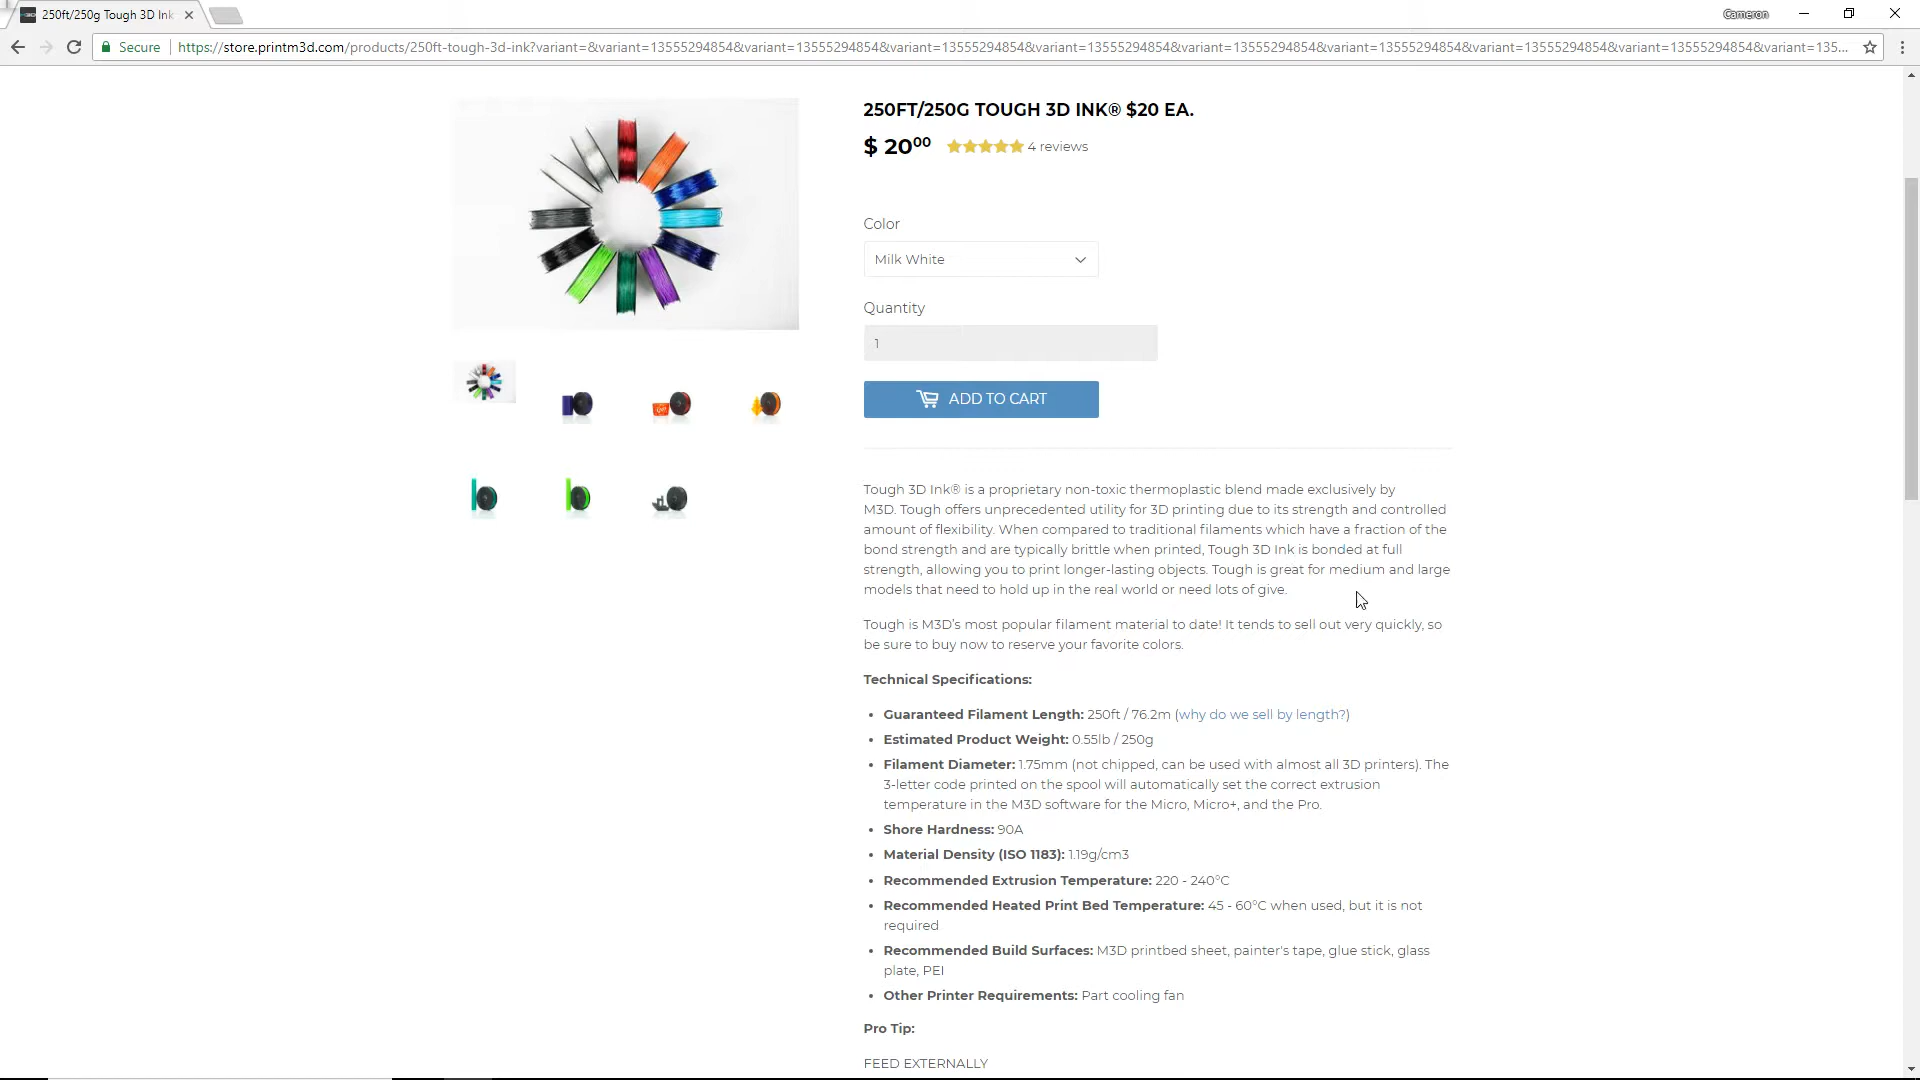 250ft/250g Tough 3D Ink
Cameron
Secure
https://store.printm3d.com/products/250ft-tough-3d-ink?variant=&variant=13555294854&variant=13555294854&variant=13555294854&variant=13555294854&variant=13555294854&variant=13555294854&variant=13555294854&variant=13555294854&variant=135...
250FT/250G TOUGH 3D INK® $20 EA.
$ 20⁰⁰ 4 reviews
Color
Milk White
Quantity
1
ADD TO CART
Tough 3D Ink® is a proprietary non-toxic thermoplastic blend made exclusively by
M3D. Tough offers unprecedented utility for 3D printing due to its strength and controlled
amount of flexibility. When compared to traditional filaments which have a fraction of the
bond strength and are typically brittle when printed, Tough 3D Ink is bonded at full
strength, allowing you to print longer-lasting objects. Tough is great for medium and large
models that need to hold up in the real world or need lots of give.
Tough is M3D’s most popular filament material to date! It tends to sell out very quickly, so
be sure to buy now to reserve your favorite colors.
Technical Specifications:
• Guaranteed Filament Length: 250ft / 76.2m (why do we sell by length?)
• Estimated Product Weight: 0.55lb / 250g
• Filament Diameter: 1.75mm (not chipped, can be used with almost all 3D printers). The
3-letter code printed on the spool will automatically set the correct extrusion
temperature in the M3D software for the Micro, Micro+, and the Pro.
• Shore Hardness: 90A
• Material Density (ISO 1183): 1.19g/cm3
• Recommended Extrusion Temperature: 220 - 240°C
• Recommended Heated Print Bed Temperature: 45 - 60°C when used, but it is not
required
• Recommended Build Surfaces: M3D printbed sheet, painter's tape, glue stick, glass
plate, PEI
• Other Printer Requirements: Part cooling fan
Pro Tip:
FEED EXTERNALLY